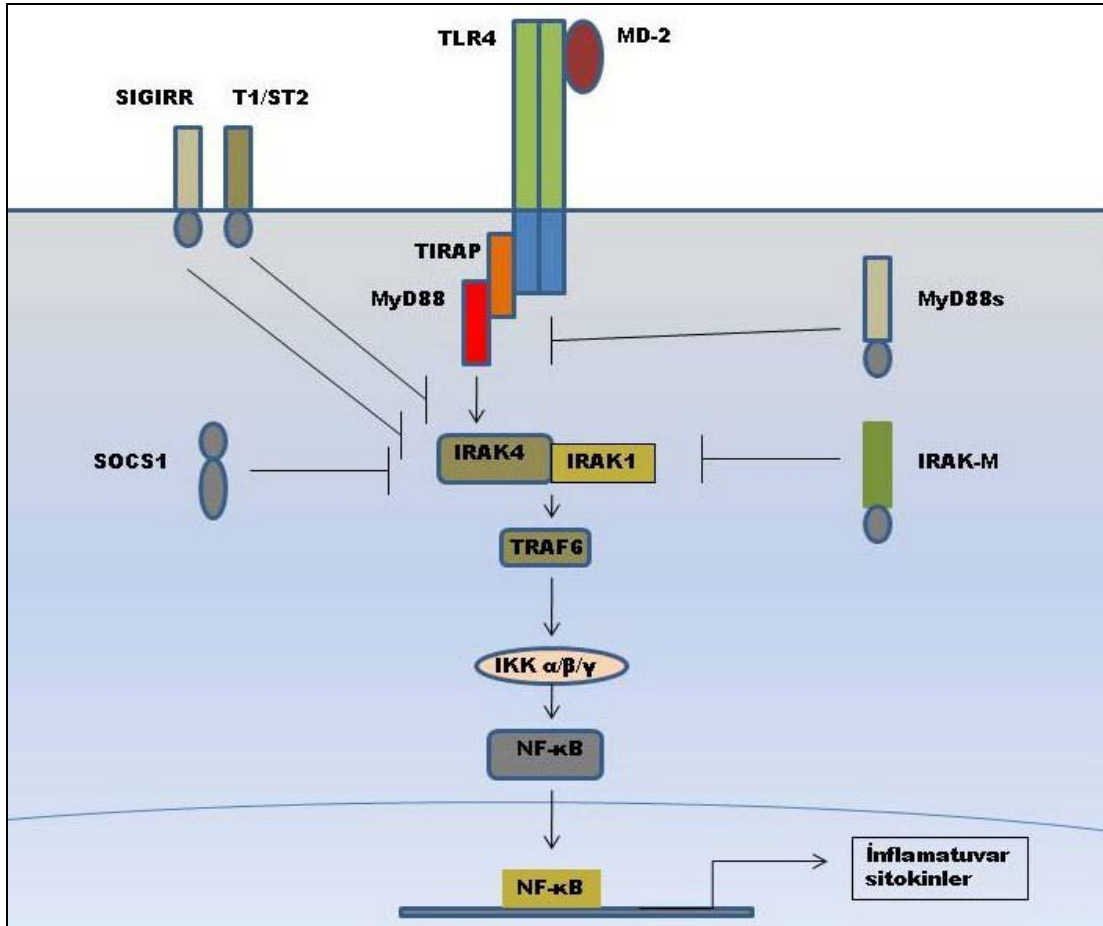 TLR4
MD-2
SIGIRR
T1/ST2
TIRAP
MyD88
MyD88s
SOCS1
IRAK4
IRAK1
IRAK-M
TRAF6
IKK α/β/γ
NF-κB
NF-κB
İnflamatuvar
sitokinler